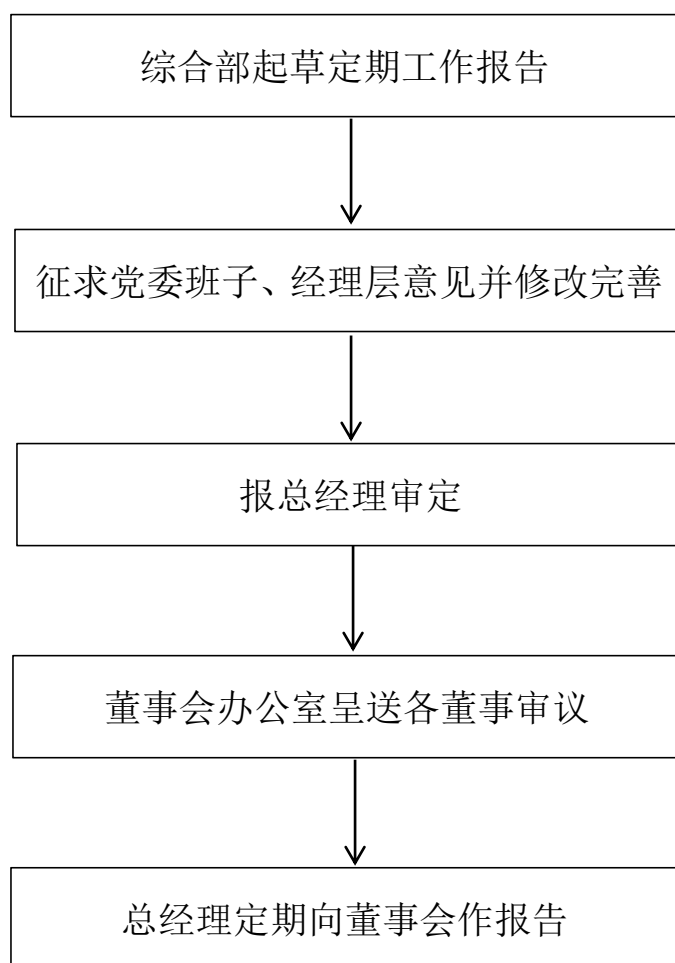 综合部起草定期工作报告
征求党委班子、经理层意见并修改完善
报总经理审定
董事会办公室呈送各董事审议
总经理定期向董事会作报告